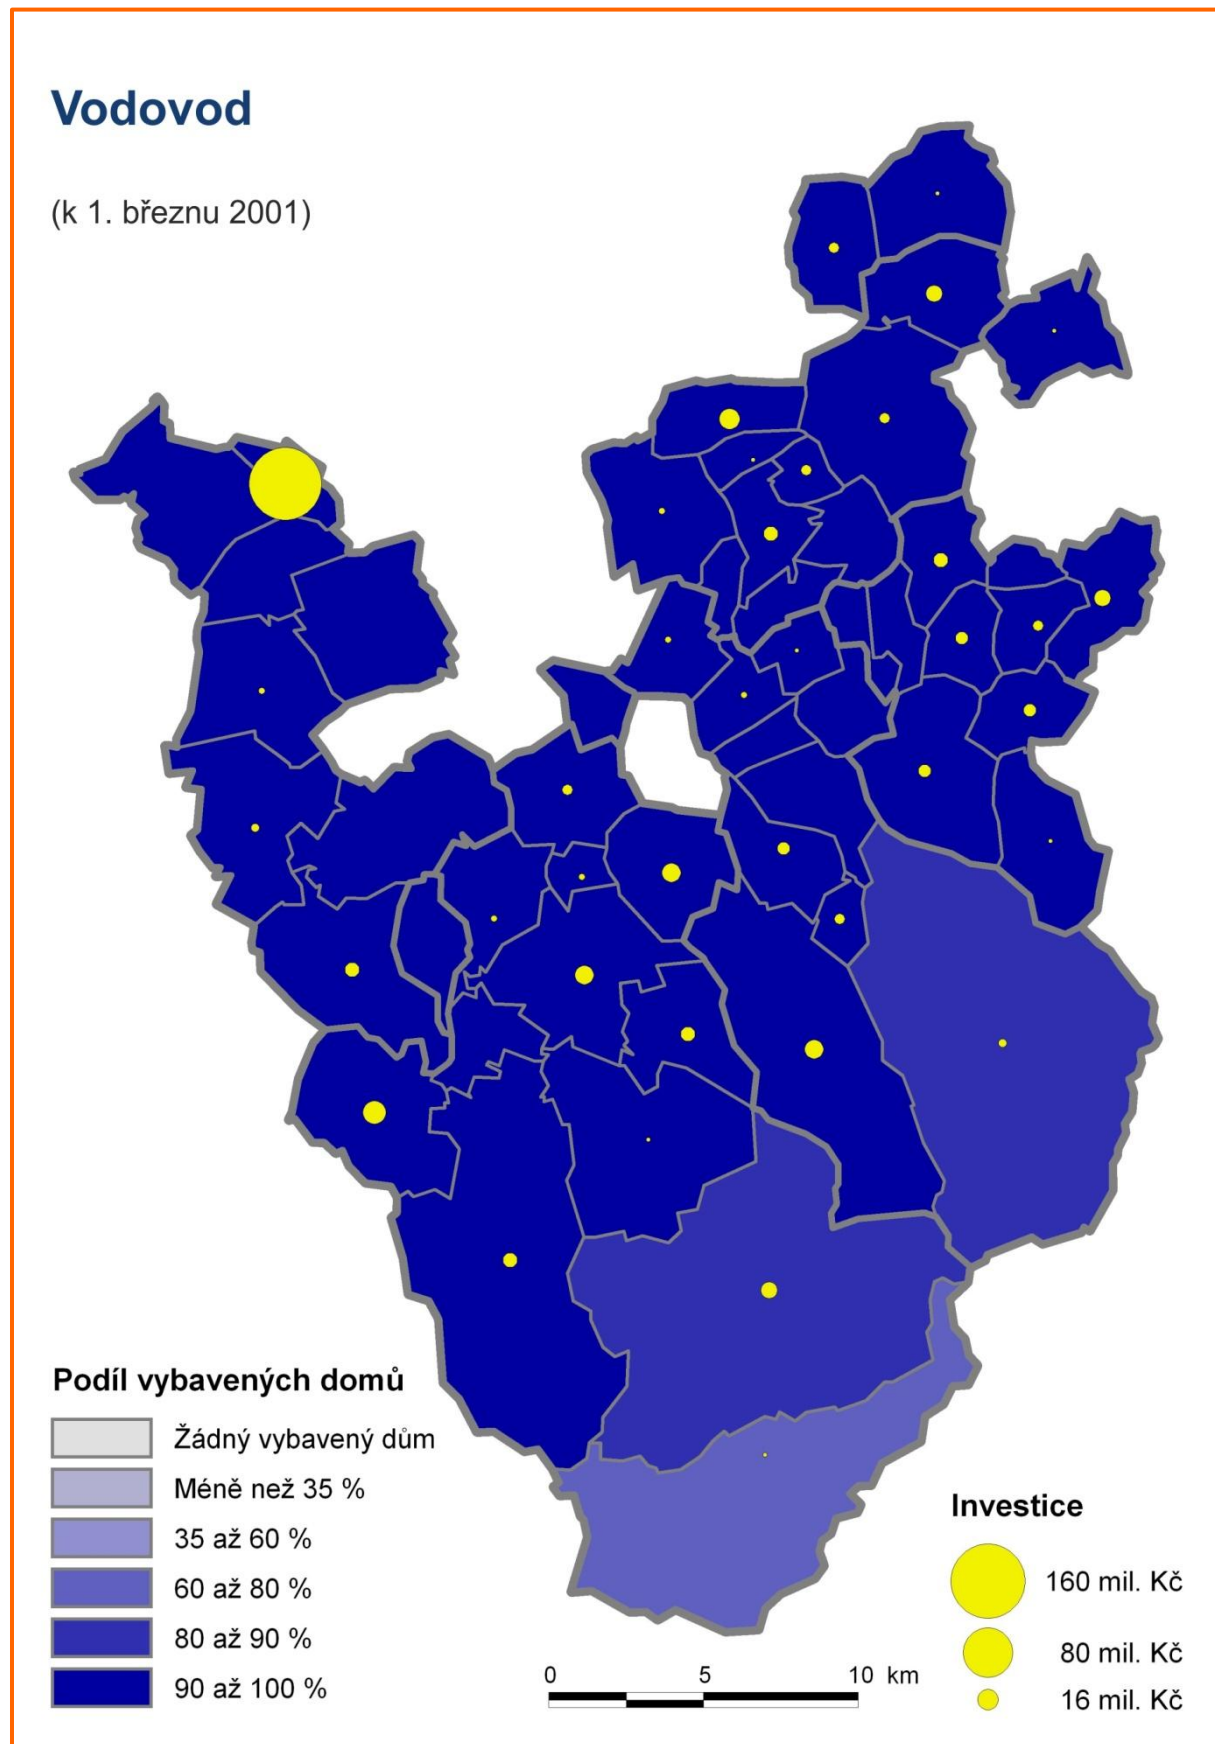 Vodovod
(k 1. březnu 2001)
Podíl vybavených domů
Žádný vybavený dům
Méně než 35 %
35 až 60 %
60 až 80 %
80 až 90 %
90 až 100 %
0 5 10 km
Investice
160 mil. Kč
80 mil. Kč
16 mil. Kč